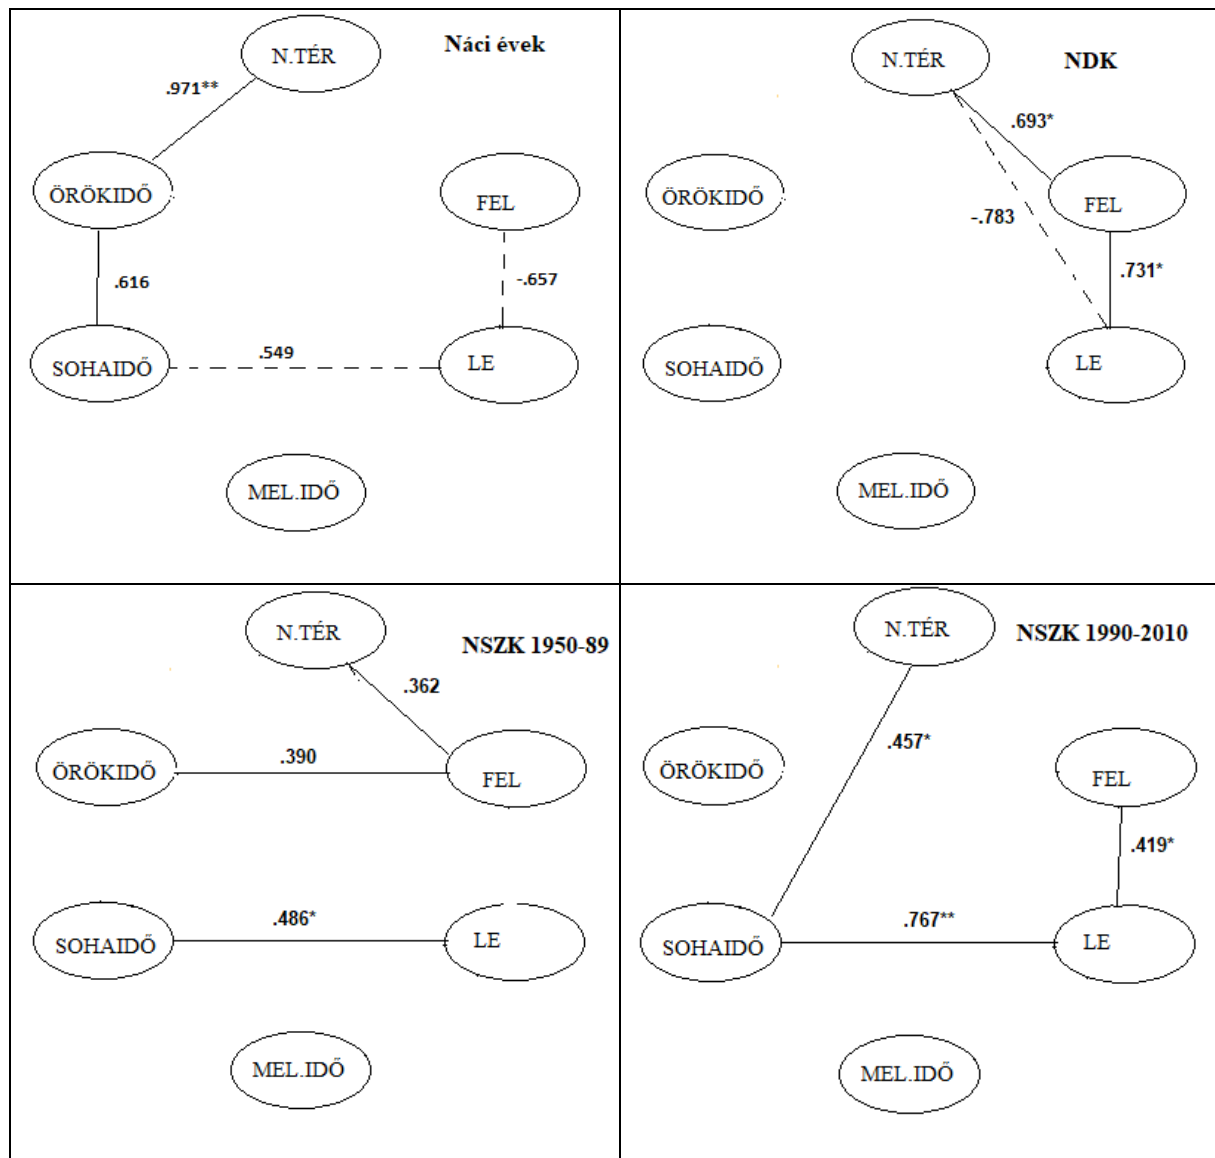 Náci évek
N.TÉR
.971**
ÖRÖKIDŐ
FEL
.616
-.657
SOHAIDŐ
.549
LE
MEL.IDŐ
NDK
N.TÉR
.693*
ÖRÖKIDŐ
FEL
-.783
.731*
SOHAIDŐ
LE
MEL.IDŐ
NSZK 1950-89
N.TÉR
.362
ÖRÖKIDŐ
.390
FEL
SOHAIDŐ
.486*
LE
MEL.IDŐ
NSZK 1990-2010
N.TÉR
.457*
ÖRÖKIDŐ
FEL
.419*
SOHAIDŐ
.767**
LE
MEL.IDŐ